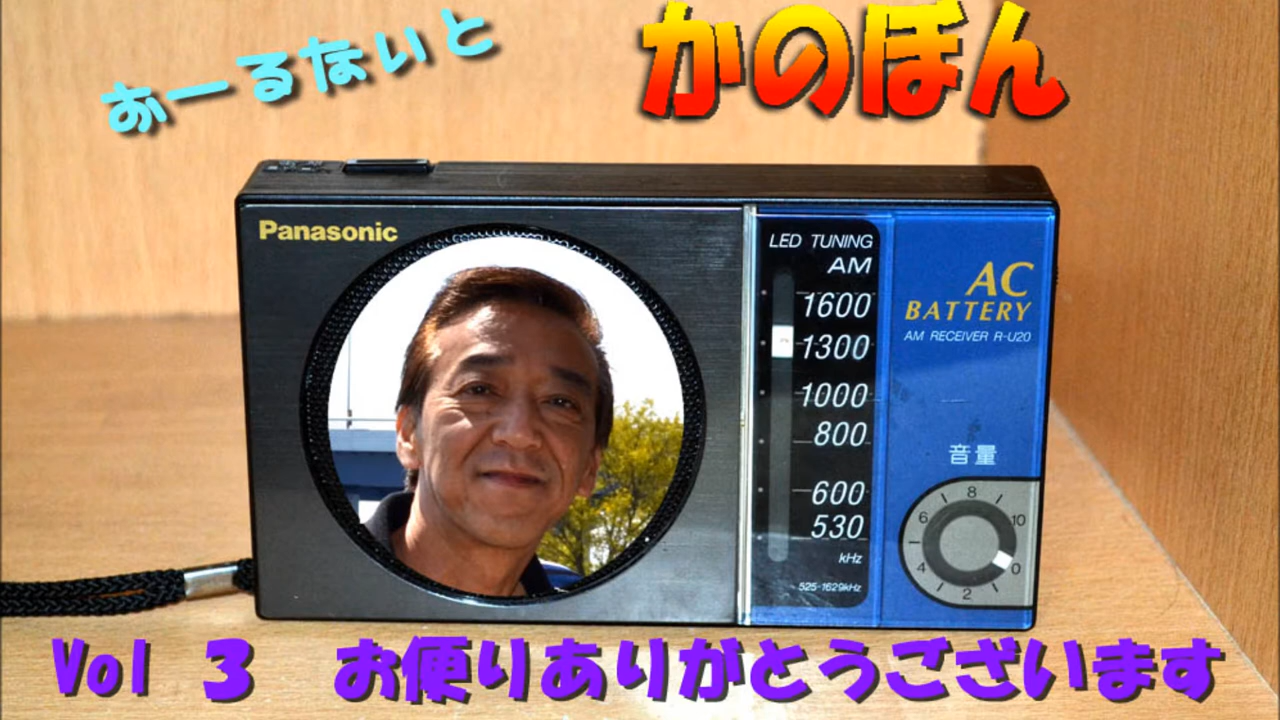 おーるないと
かのぽん
Panasonic
LED TUNING
AM
1600
1300
1000
800
600
530
kHz
525-1629kHz
AC
BATTERY
AM RECEIVER R-U20
音量
8
6
10
4
0
2
Vol 3 お便りありがとうございます